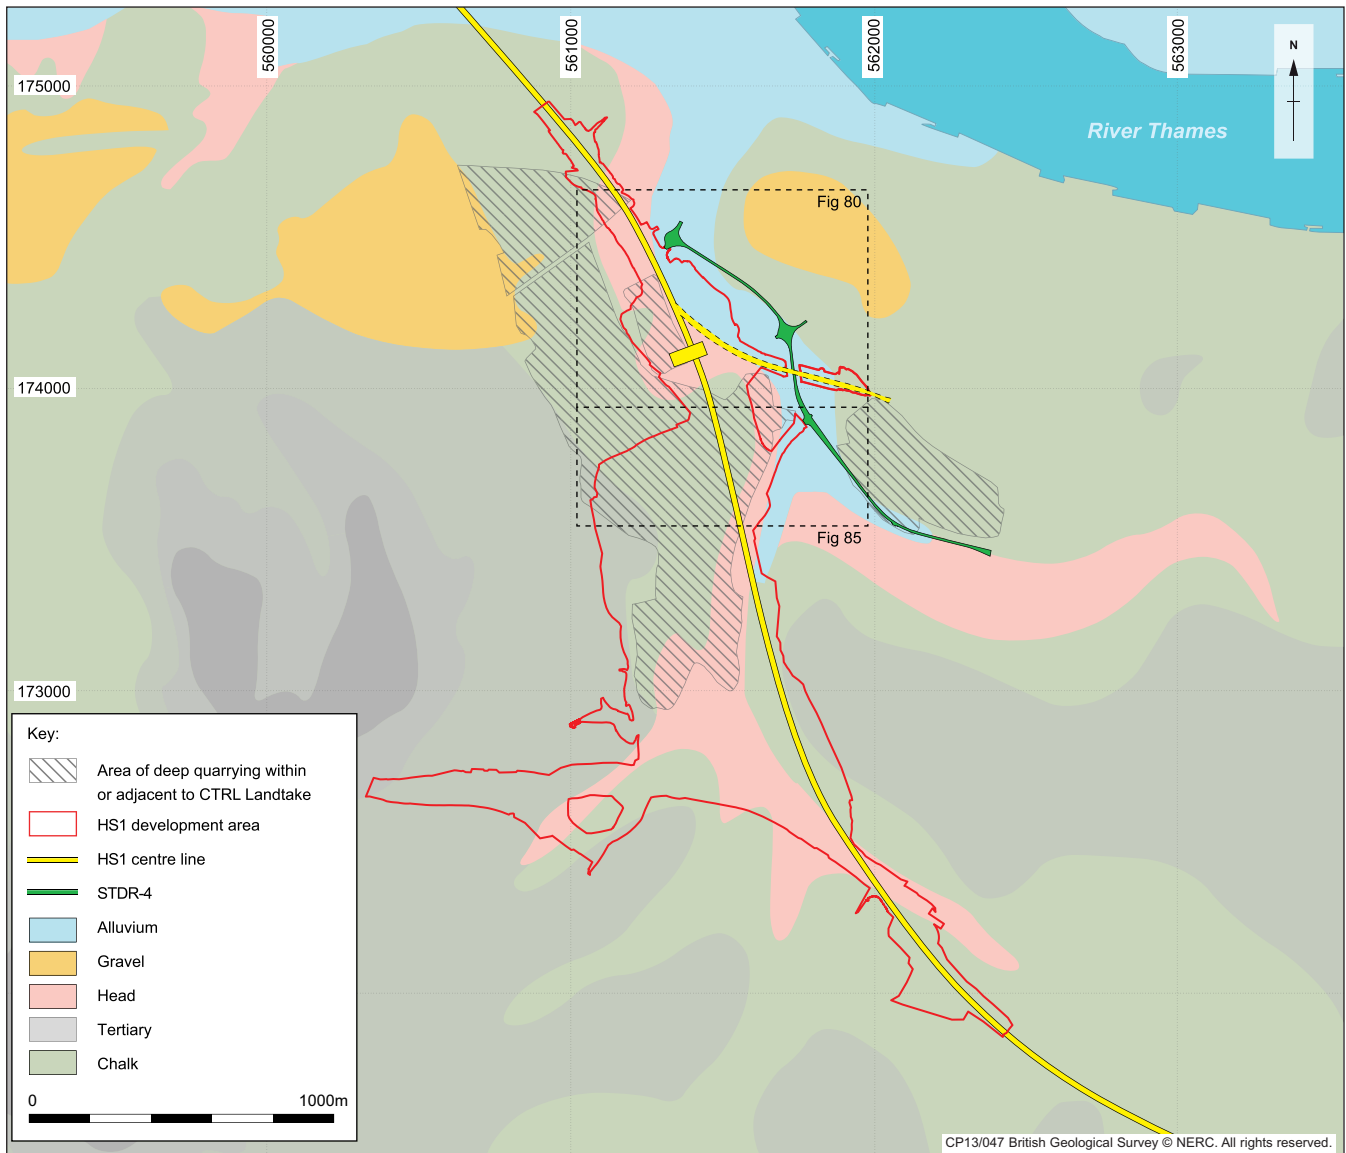 560000
561000
562000
563000
N
175000
River Thames
Fig 80
174000
Fig 85
173000
Key:
Area of deep quarrying within
or adjacent to CTRL Landtake
HS1 development area
HS1 centre line
STDR-4
Alluvium
Gravel
Head
Tertiary
Chalk
0 1000m
CP13/047 British Geological Survey © NERC. All rights reserved.